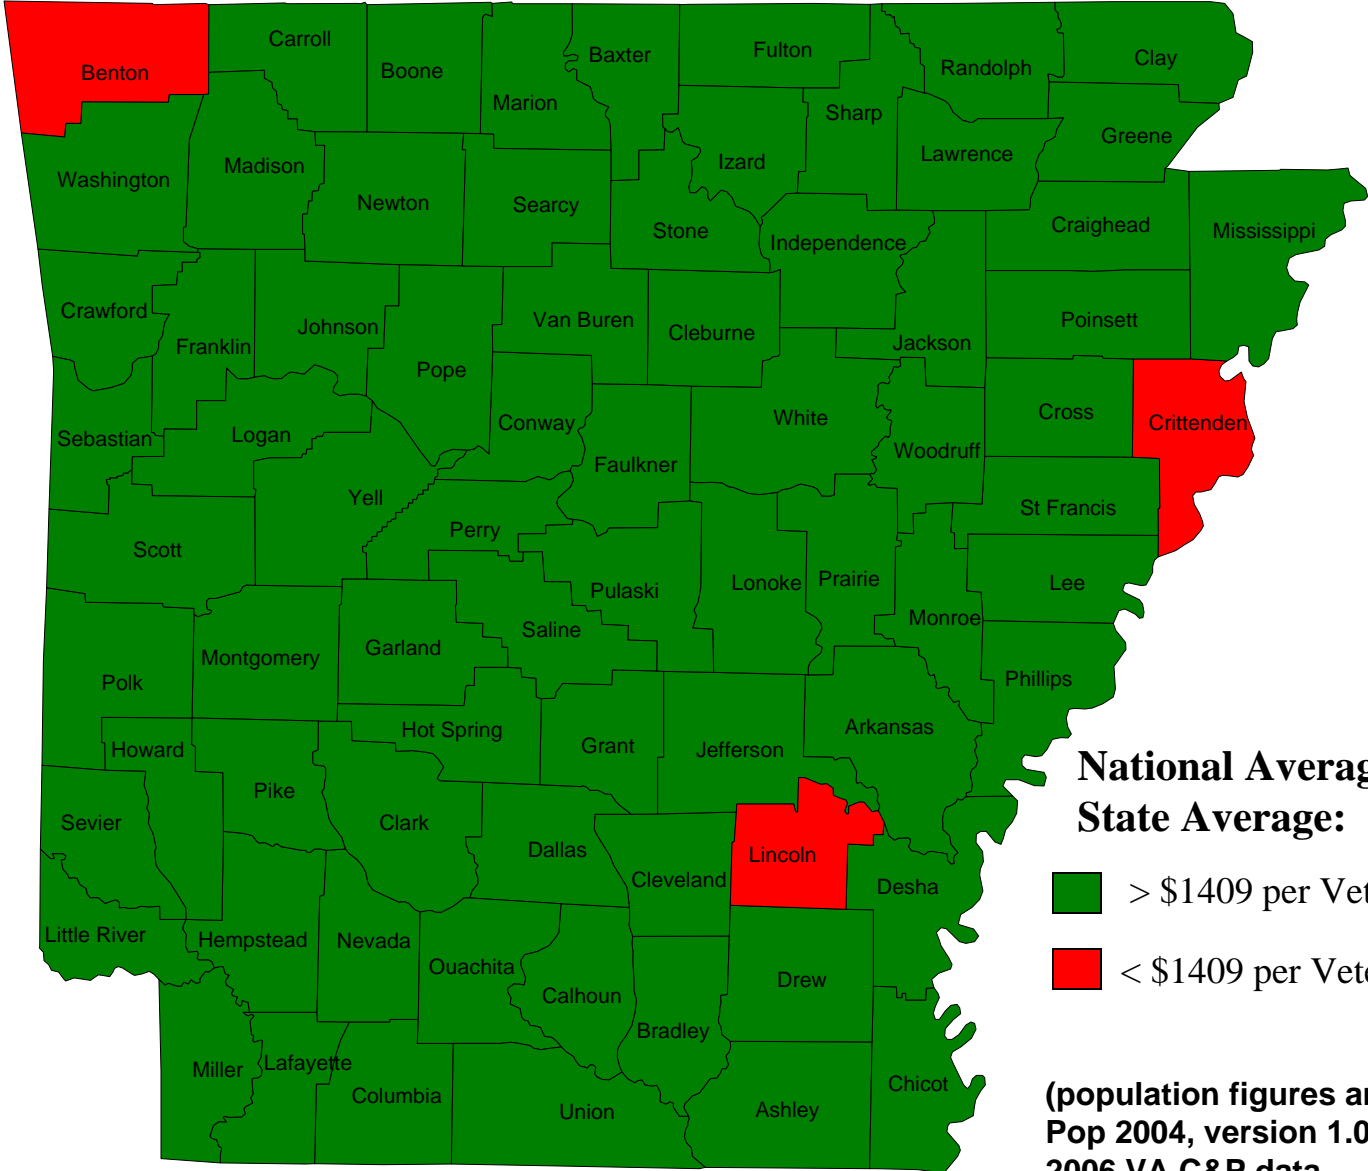 Carroll
Boone
Baxter
Fulton
Randolph
Clay
Benton
Marion
Sharp
Greene
Washington
Madison
Izard
Lawrence
Newton
Searcy
Stone
Independence
Craighead
Mississippi
Crawford
Franklin
Johnson
Pope
Van Buren
Cleburne
Jackson
Poinsett
Sebastian
Logan
Conway
White
Woodruff
Cross
Crittenden
Faulkner
Yell
Perry
St Francis
Scott
Pulaski
Lonoke
Prairie
Lee
Monroe
Saline
Garland
Montgomery
Polk
Phillips
Howard
Hot Spring
Grant
Jefferson
Arkansas
Pike
Sevier
Clark
Dallas
Cleveland
Lincoln
Desha
Little River
Hempstead
Nevada
Ouachita
Calhoun
Bradley
Drew
Miller
Lafayette
Columbia
Union
Ashley
Chicot
National Averag
State Average:
> $1409 per Vet
< $1409 per Vete
(population figures ar
Pop 2004, version 1.0
2006 VA C&P data